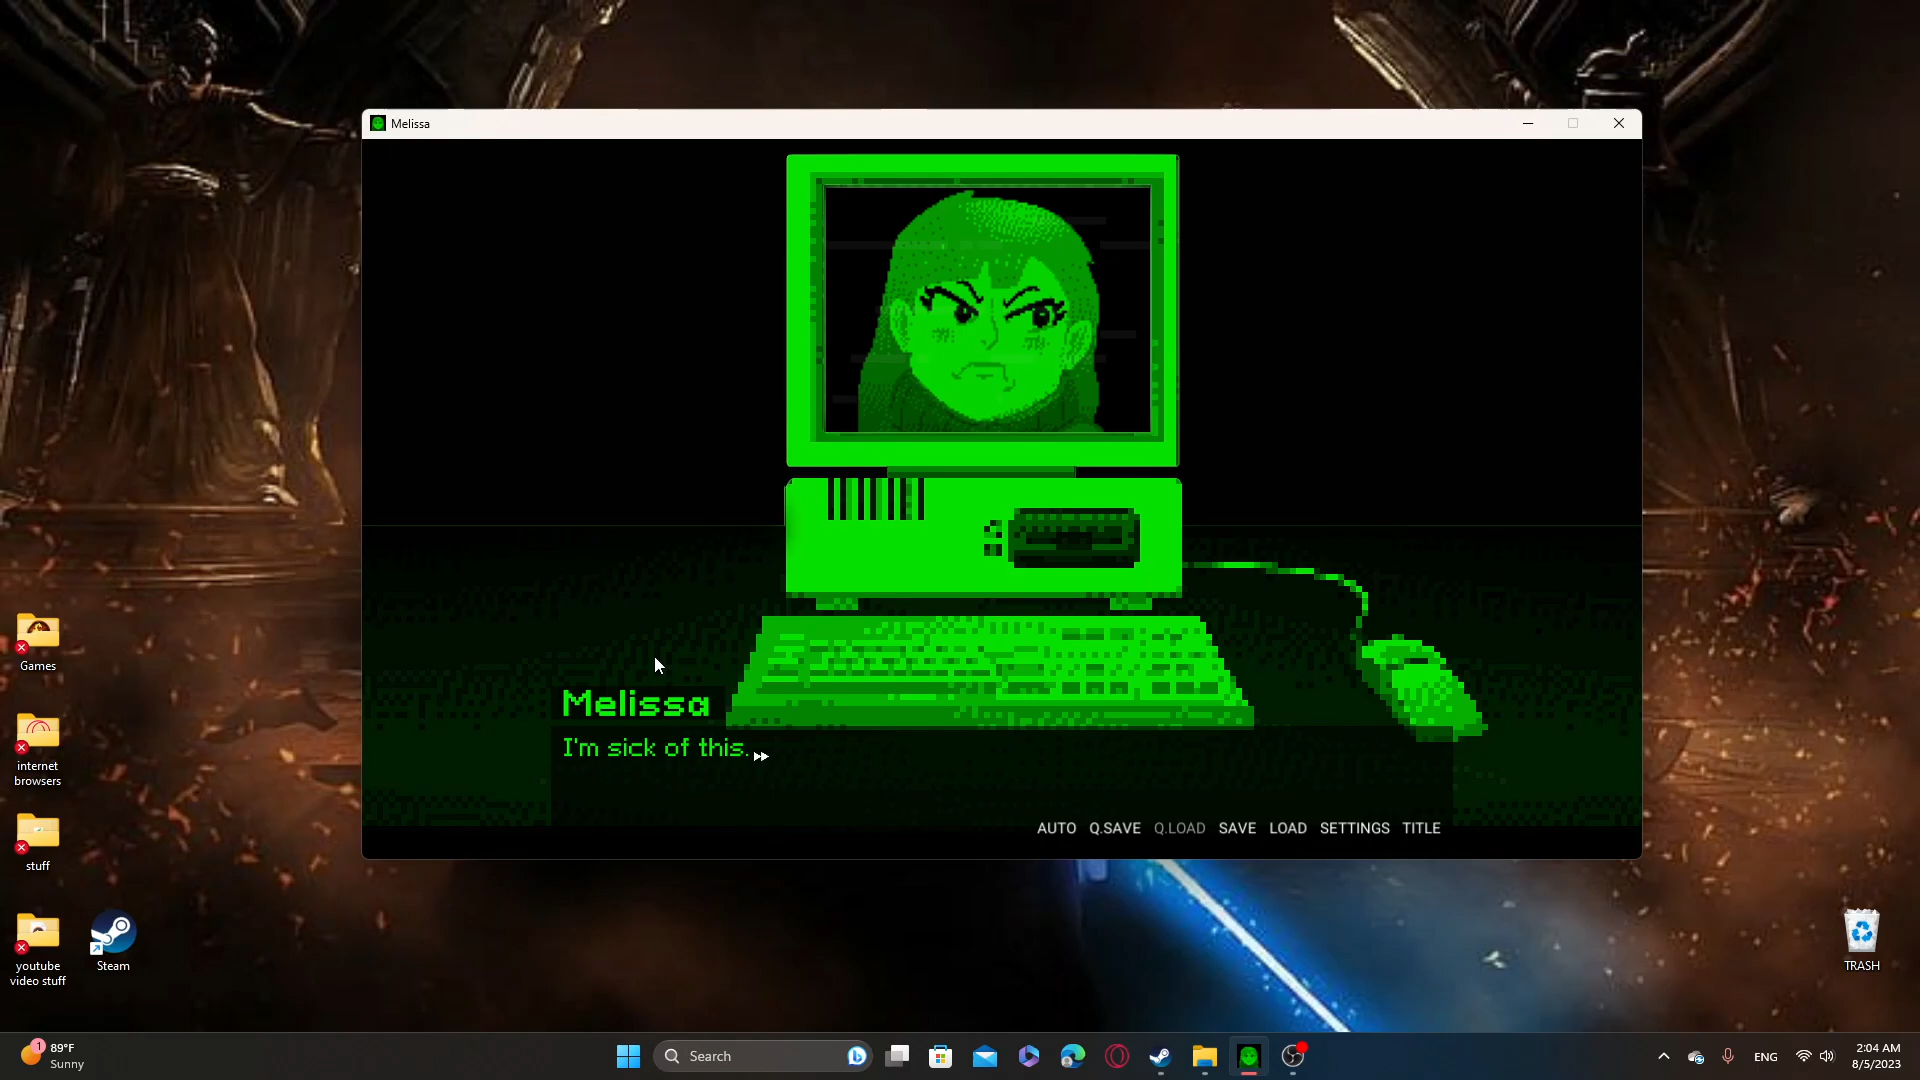 Melissa
Melissa
I'm sick of this.
AUTO Q.SAVE Q.LOAD SAVE LOAD SETTINGS TITLE
Games
internet
browsers
stuff
youtube
video stuff
Steam
TRASH
1
89°F
Sunny
Search
ENG
2:04 AM
8/5/2023